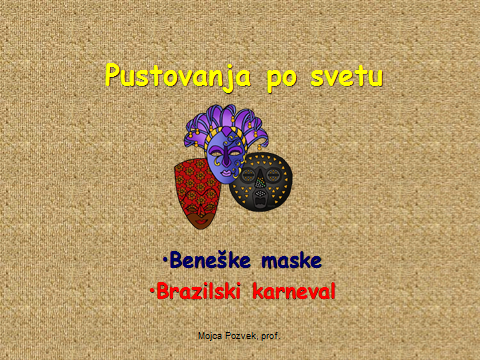 Pustovanja po svetu
•Beneške maske
•Brazilski karneval
Mojca Pozvek, prof.